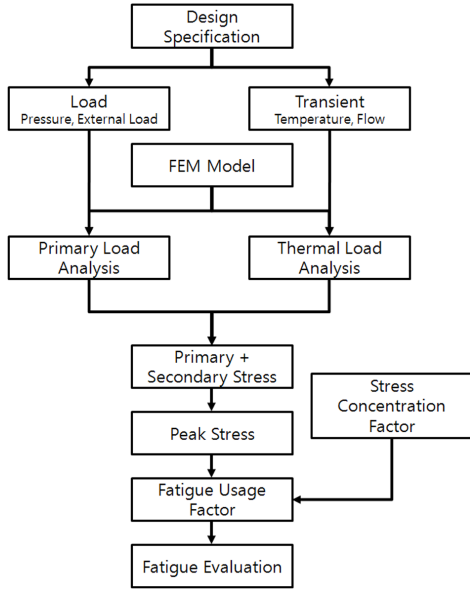 Design
Specification
Load
Pressure, External Load
Transient
Temperature, Flow
FEM Model
Primary Load
Analysis
Thermal Load
Analysis
Primary +
Secondary Stress
Stress
Concentration
Factor
Peak Stress
Fatigue Usage
Factor
Fatigue Evaluation